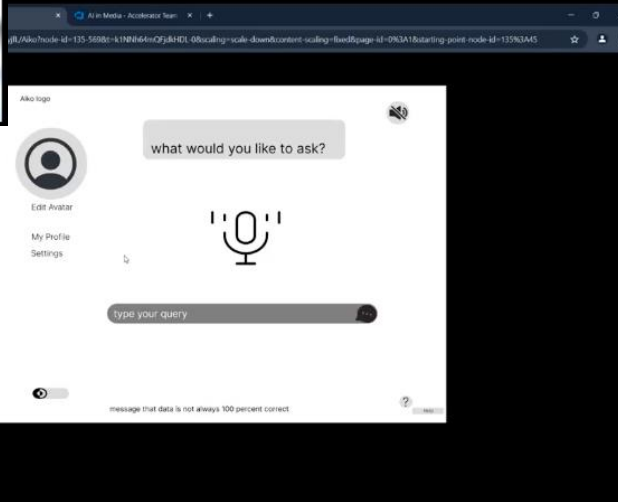 AI in Media - Accelerator Team
Aiko logo
what would you like to ask?
Edit Avatar
My Profile
Settings
type your query
message that data is not always 100 percent correct
?